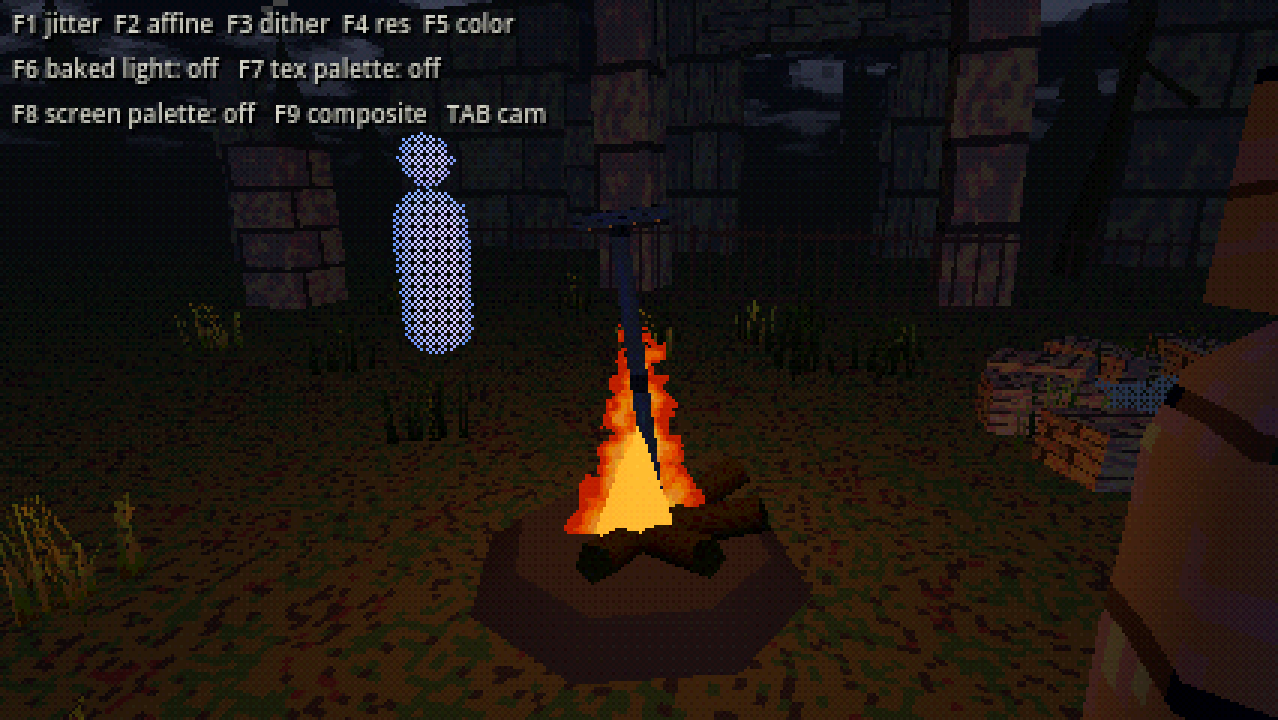 F1 jitter F2 affine F3 dither F4 res F5 color
F6 baked light: off F7 tex palette: off
F8 screen palette: off F9 composite TAB cam